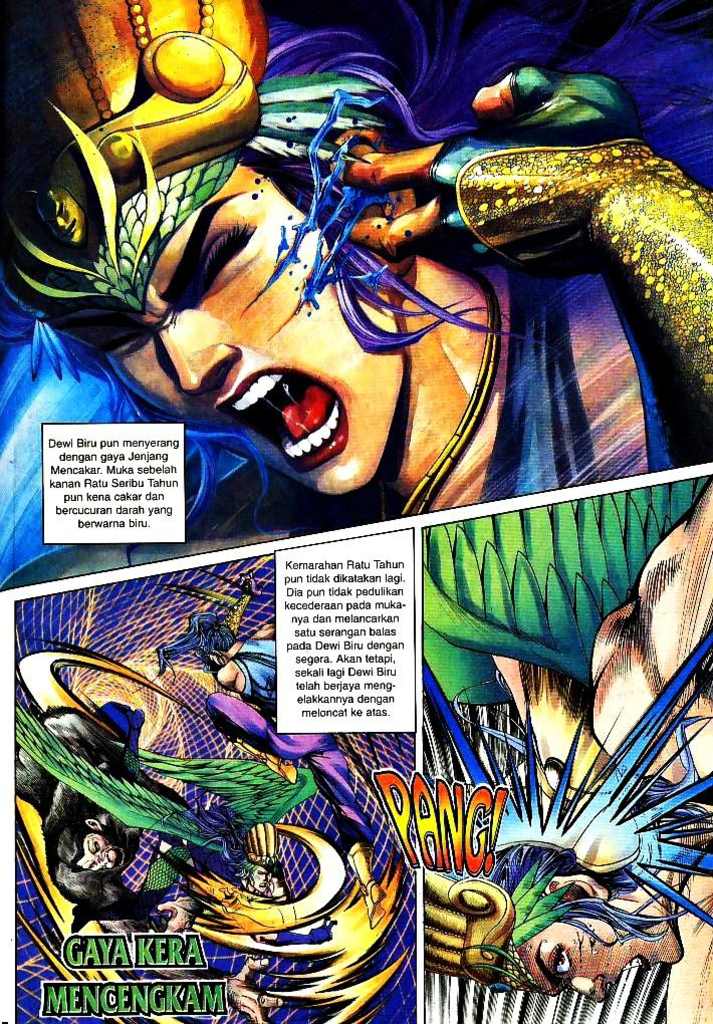 Dewi Biru pun menyerang
dengan gaya Jenjang
Mencakar. Muka sebelah
kanan Ratu Seribu Tahun
pun kena cakar dan
bercucuran darah yang
berwarna biru.
Kemarahan Ratu Tahun
pun tidak dikatakan lagi.
Dia pun tidak pedulikan
kecederaan pada muka-
nya dan melancarkan
satu serangan balas
pada Dewi Biru dengan
segera. Akan tetapi,
sekali lagi Dewi Biru
telah berjaya meng-
elakkannya dengan
meloncat ke atas.
PANG!
GAYA KERA
MENCENGKAM